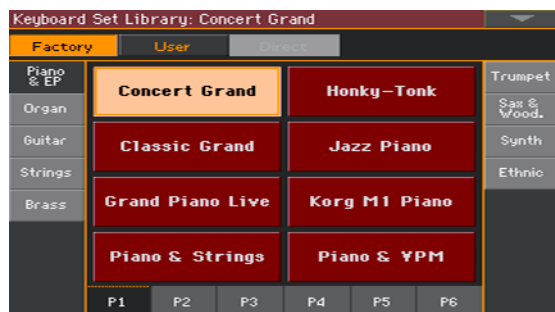 Keyboard Set Library: Concert Grand
Factory User Direct
Piano
& EP
Organ
Guitar
Strings
Brass
Concert Grand Honky-Tonk
Classic Grand Jazz Piano
Grand Piano Live Korg M1 Piano
Piano & Strings Piano & YPM
Trumpet
Sax &
Wood.
Synth
Ethnic
P1 P2 P3 P4 P5 P6